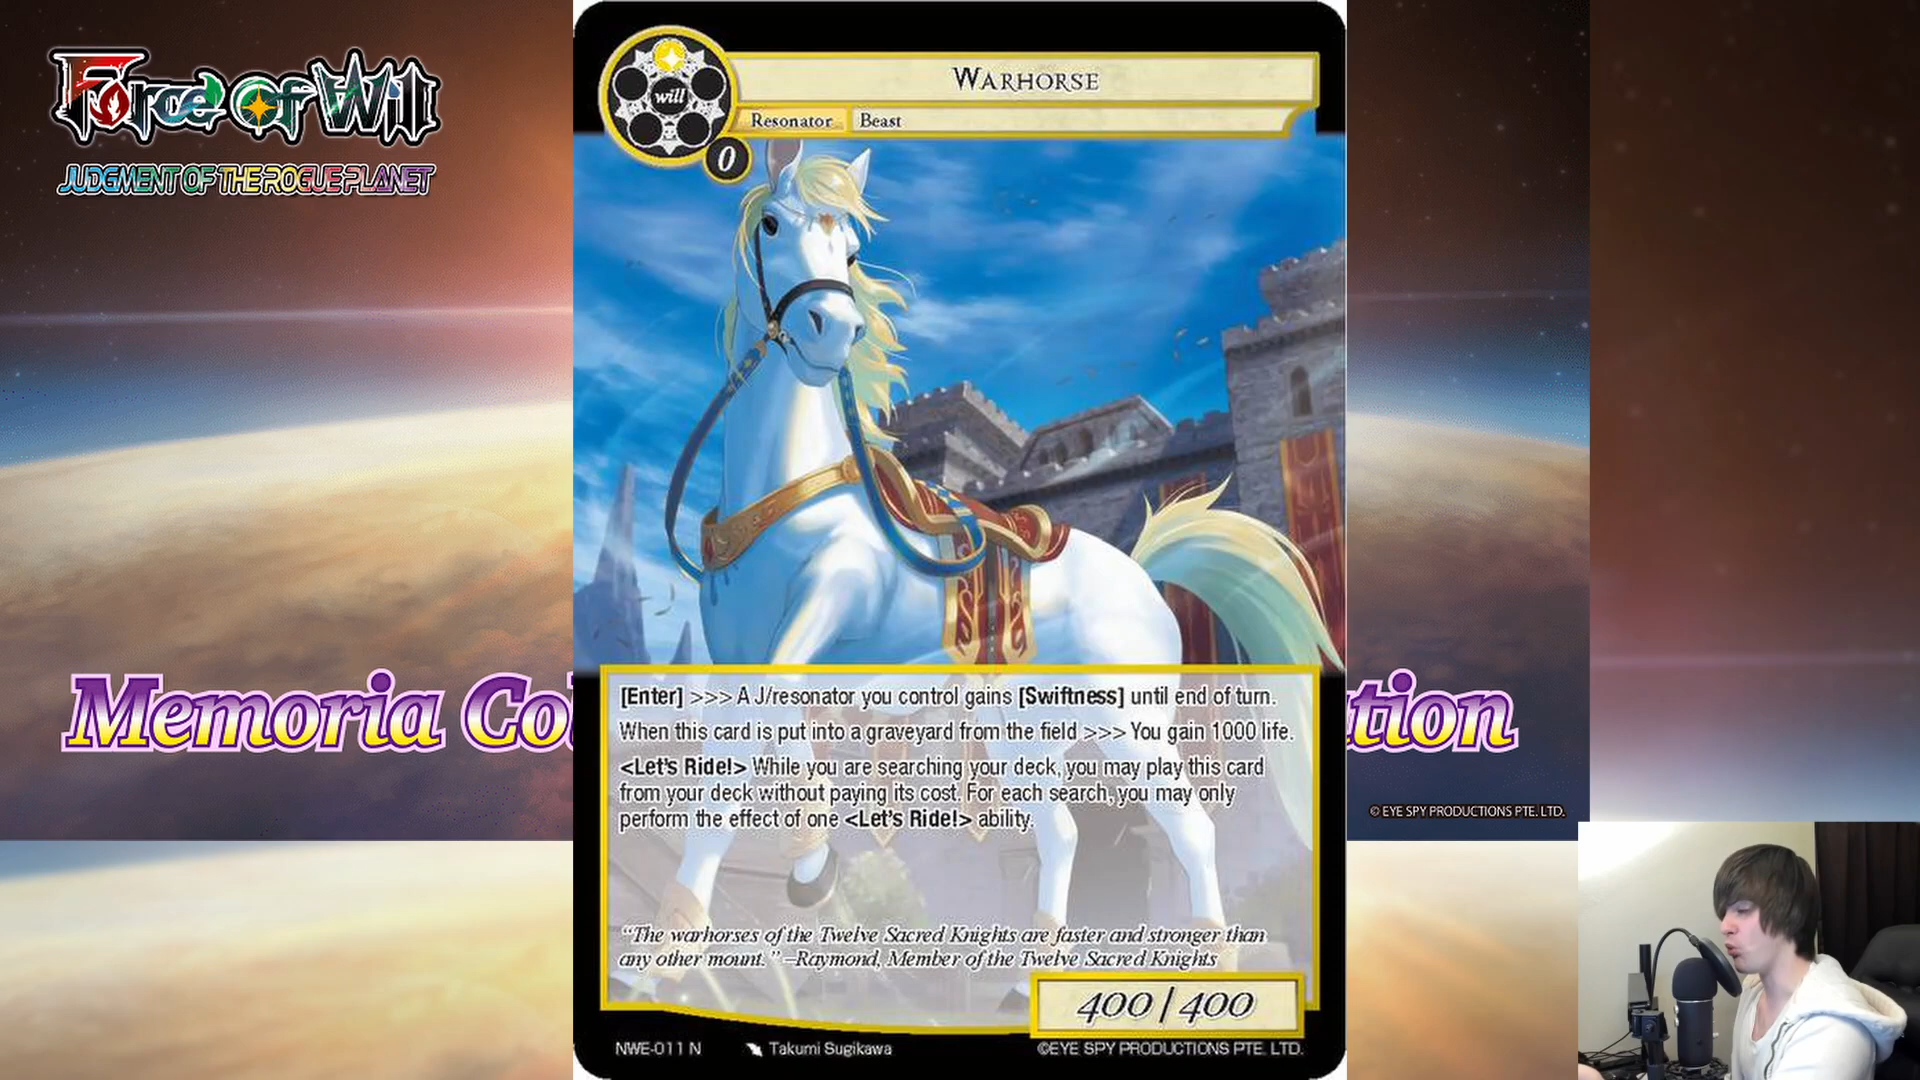 Force of Will
JUDGMENT OF THE ROGUE PLANET
will
WARHORSE
Resonator Beast
0
Memoria Co
tion
[Enter] >>> A J/resonator you control gains [Swiftness] until end of turn.
When this card is put into a graveyard from the field >>> You gain 1000 life.
<Let's Ride!> While you are searching your deck, you may play this card
from your deck without paying its cost. For each search, you may only
perform the effect of one <Let's Ride!> ability.
"The warhorses of the Twelve Sacred Knights are faster and stronger than
any other mount." –Raymond, Member of the Twelve Sacred Knights
400 / 400
NWE-011 N Takumi Sugikawa ©EYE SPY PRODUCTIONS PTE. LTD.
© EYE SPY PRODUCTIONS PTE. LTD.